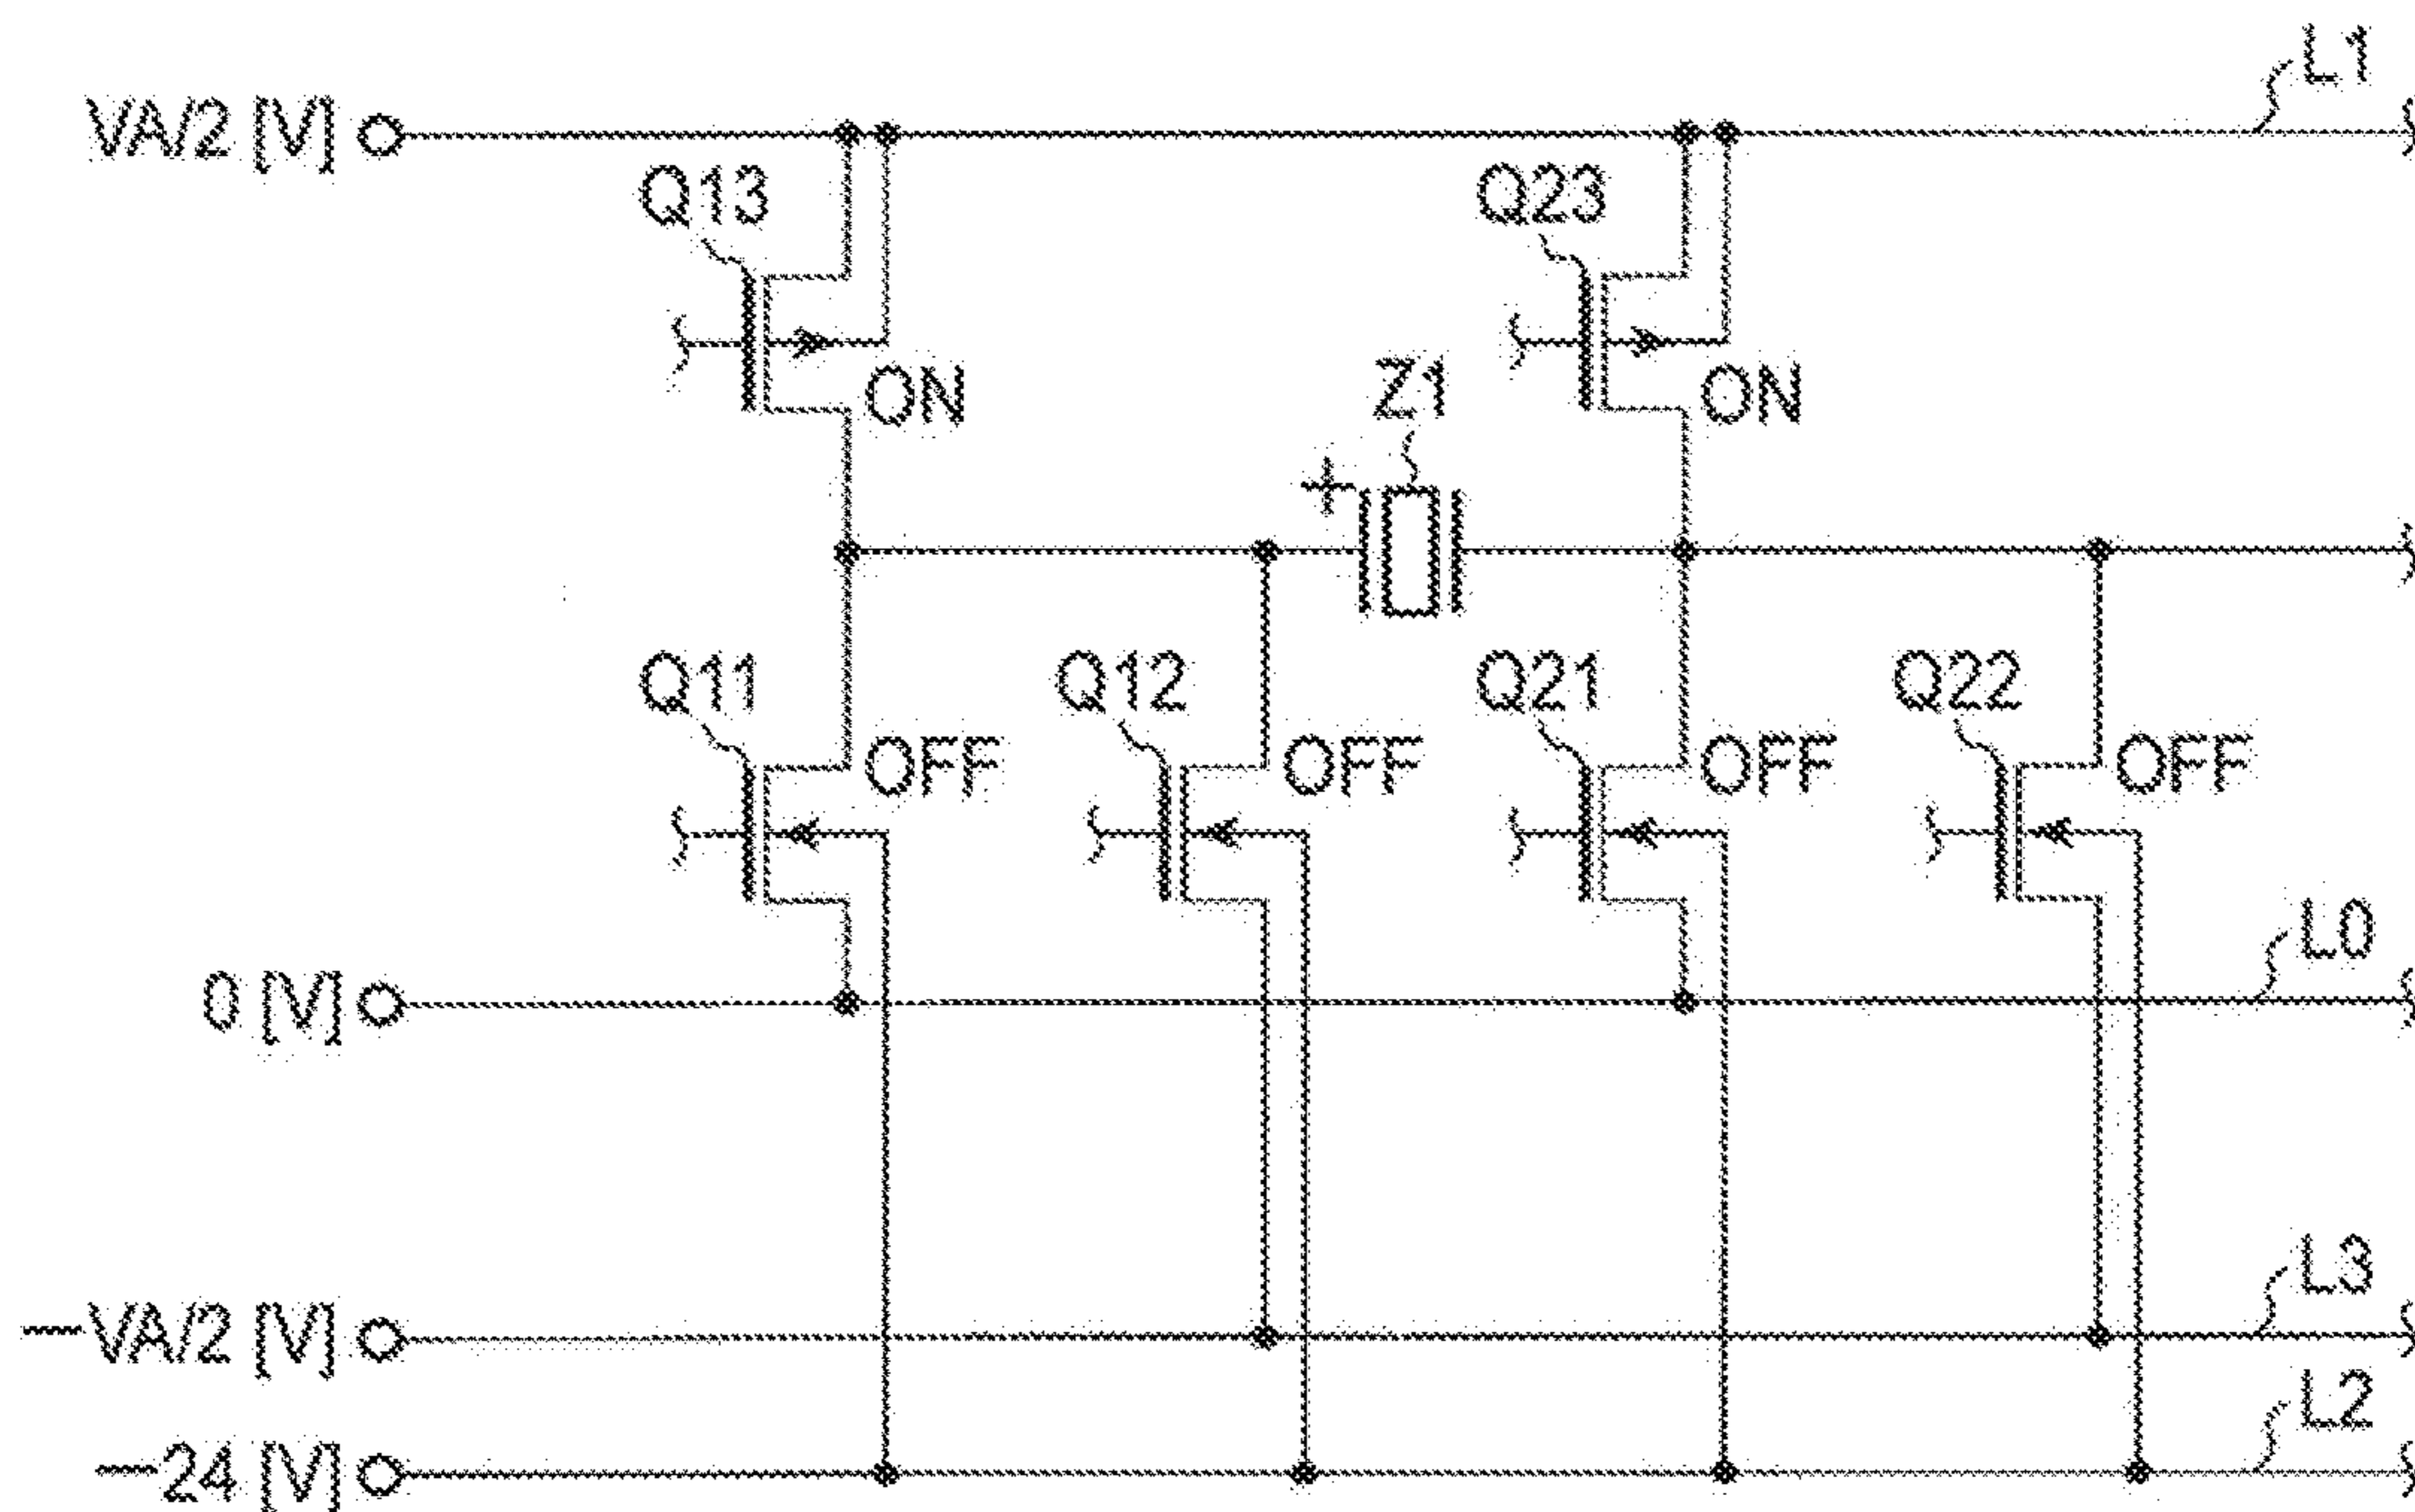 L1
VA/2 [V]
Q13
Q23
ON
Z1
ON
+
Q11
Q12
Q21
Q22
OFF
OFF
OFF
OFF
L0
0 [V]
L3
—VA/2 [V]
L2
—24 [V]